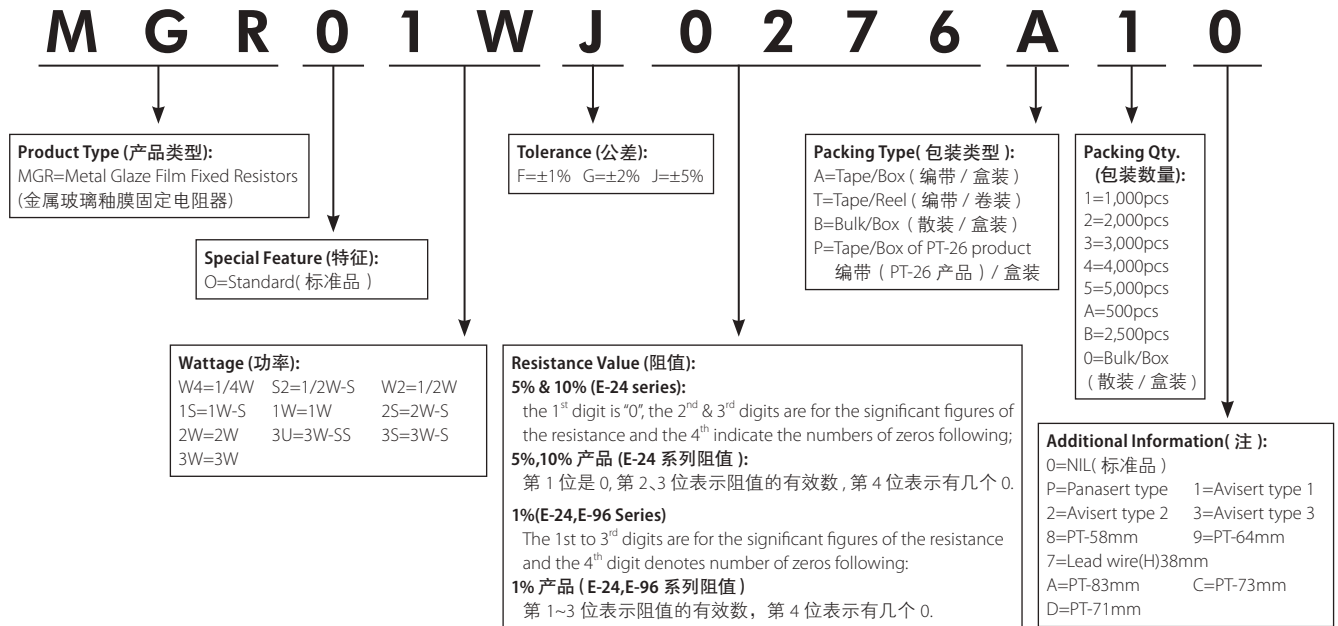 M G R 0 1 W J 0 2 7 6 A 1 0
Product Type (产品类型):
MGR=Metal Glaze Film Fixed Resistors
(金属玻璃釉膜固定电阻器)
Special Feature (特征):
O=Standard( 标准品 )
Wattage (功率):
W4=1/4W S2=1/2W-S W2=1/2W
1S=1W-S 1W=1W 2S=2W-S
2W=2W 3U=3W-SS 3S=3W-S
3W=3W
Tolerance (公差):
F=±1% G=±2% J=±5%
Resistance Value (阻值):
5% & 10% (E-24 series):
the 1st digit is "0", the 2nd & 3rd digits are for the significant figures of
the resistance and the 4th indicate the numbers of zeros following;
5%,10% 产品 (E-24 系列阻值 ):
第 1 位是 0, 第 2、3 位表示阻值的有效数 , 第 4 位表示有几个 0.
1%(E-24,E-96 Series)
The 1st to 3rd digits are for the significant figures of the resistance
and the 4th digit denotes number of zeros following:
1% 产品 ( E-24,E-96 系列阻值 )
第 1~3 位表示阻值的有效数，第 4 位表示有几个 0.
Packing Type( 包装类型 ):
A=Tape/Box ( 编带 / 盒装 )
T=Tape/Reel ( 编带 / 卷装 )
B=Bulk/Box ( 散装 / 盒装 )
P=Tape/Box of PT-26 product
编带 ( PT-26 产品 ) / 盒装
Packing Qty.
(包装数量):
1=1,000pcs
2=2,000pcs
3=3,000pcs
4=4,000pcs
5=5,000pcs
A=500pcs
B=2,500pcs
0=Bulk/Box
( 散装 / 盒装 )
Additional Information( 注 ):
0=NIL( 标准品 )
P=Panasert type 1=Avisert type 1
2=Avisert type 2 3=Avisert type 3
8=PT-58mm 9=PT-64mm
7=Lead wire(H)38mm
A=PT-83mm C=PT-73mm
D=PT-71mm